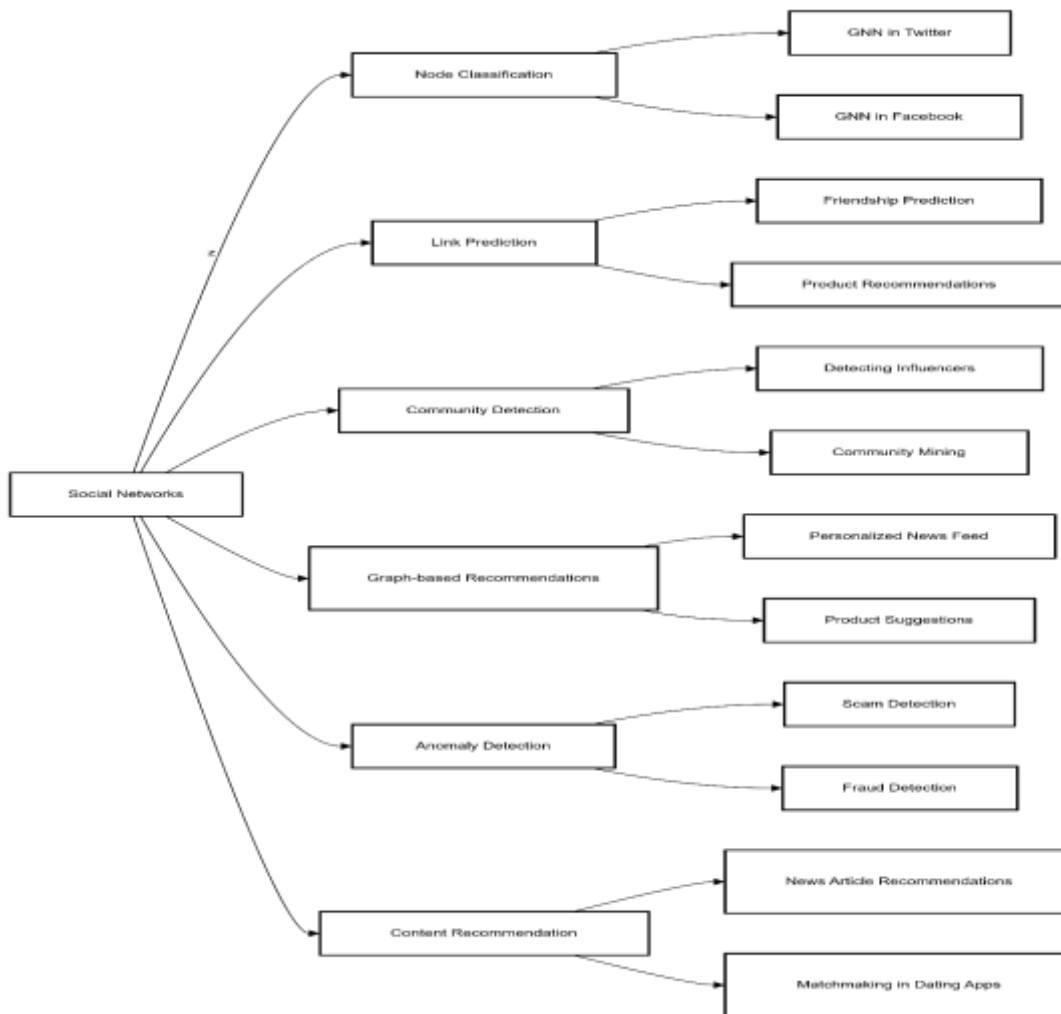 GNN in Twitter
Node Classification
GNN in Facebook
Friendship Prediction
Link Prediction
Product Recommendations
Detecting Influencers
Community Detection
Community Mining
Social Networks
Personalized News Feed
Graph-based Recommendations
Product Suggestions
Scam Detection
Anomaly Detection
Fraud Detection
News Article Recommendations
Content Recommendation
Matchmaking in Dating Apps